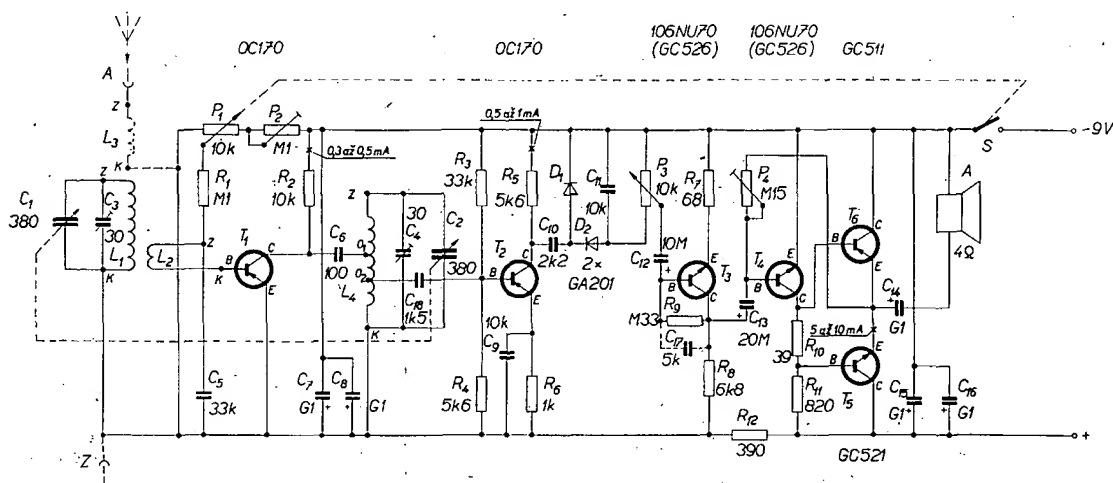 106NU70 106NU70
OC170 OC170 (GC526) (GC526) GC511
A
Z
P1 P2
0,5 až 1mA
-9V
L3
10k M1
S
K
0,3 až 0,5mA
Z
R3 D1 C11 P3 R7 P4 A
C1 C3 R1 R2 33k R5 10k 10k 68 M15
380 30 M1 10k Z 30 C2 5k6 T6
Z T1 C6 C4 C10 D2 10M C
L1 L2 B C O1 T2 C 2k2 C12 E T4 E B E 4Ω
K K E 100 O2 380 B 2× B T3 B C C14
L4 C18 E GA201 R9 C C13 G1
K 1k5 10k M33 20M 5 až 10mA
C9 C17 R10 E
5k 39 B
C5 C7 C8 R4 R6 R8 R11 T5 C C15 C16
33k G1 G1 5k6 1k 6k8 820 G1 G1
R12
+
Z 390 GC521